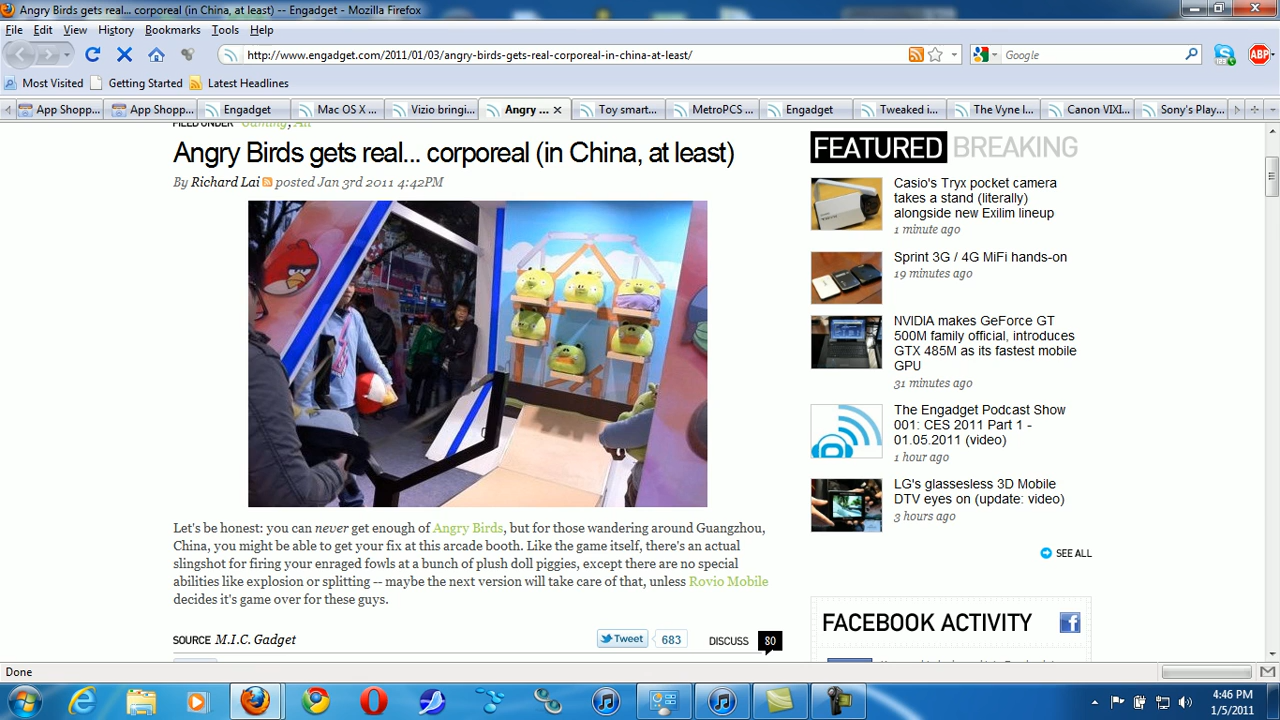 Angry Birds gets real... corporeal (in China, at least) -- Engadget - Mozilla Firefox
File Edit View History Bookmarks Tools Help
http://www.engadget.com/2011/01/03/angry-birds-gets-real-corporeal-in-china-at-least/
Google
ABP
Most Visited Getting Started Latest Headlines
App Shopp... App Shopp... Engadget Mac OS X ... Vizio bringi... Angry ... Toy smart... MetroPCS ... Engadget Tweaked i... The Vyne I... Canon VIXI... Sony's Play...
FILED UNDER Gaming, Alt
Angry Birds gets real... corporeal (in China, at least)
By Richard Lai posted Jan 3rd 2011 4:42PM
Let's be honest: you can never get enough of Angry Birds, but for those wandering around Guangzhou,
China, you might be able to get your fix at this arcade booth. Like the game itself, there's an actual
slingshot for firing your enraged fowls at a bunch of plush doll piggies, except there are no special
abilities like explosion or splitting -- maybe the next version will take care of that, unless Rovio Mobile
decides it's game over for these guys.
SOURCE M.I.C. Gadget
Tweet 683 DISCUSS 80
FEATURED BREAKING
Casio's Tryx pocket camera
takes a stand (literally)
alongside new Exilim lineup
1 minute ago
Sprint 3G / 4G MiFi hands-on
19 minutes ago
NVIDIA makes GeForce GT
500M family official, introduces
GTX 485M as its fastest mobile
GPU
31 minutes ago
The Engadget Podcast Show
001: CES 2011 Part 1 -
01.05.2011 (video)
1 hour ago
LG's glassesless 3D Mobile
DTV eyes on (update: video)
3 hours ago
SEE ALL
FACEBOOK ACTIVITY
Done
4:46 PM
1/5/2011